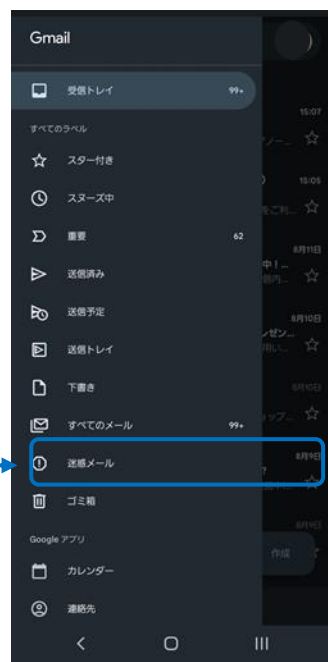 Gmail
受信トレイ 99+
15:07
すべてのラベル
スター付き
スヌーズ中
重要 62
8月11日
送信済み
送信予定
8月10日
送信トレイ
下書き
8月10日
すべてのメール 99+
迷惑メール
8月9日
ゴミ箱
8月9日
Google アプリ
作成
カレンダー
連絡先